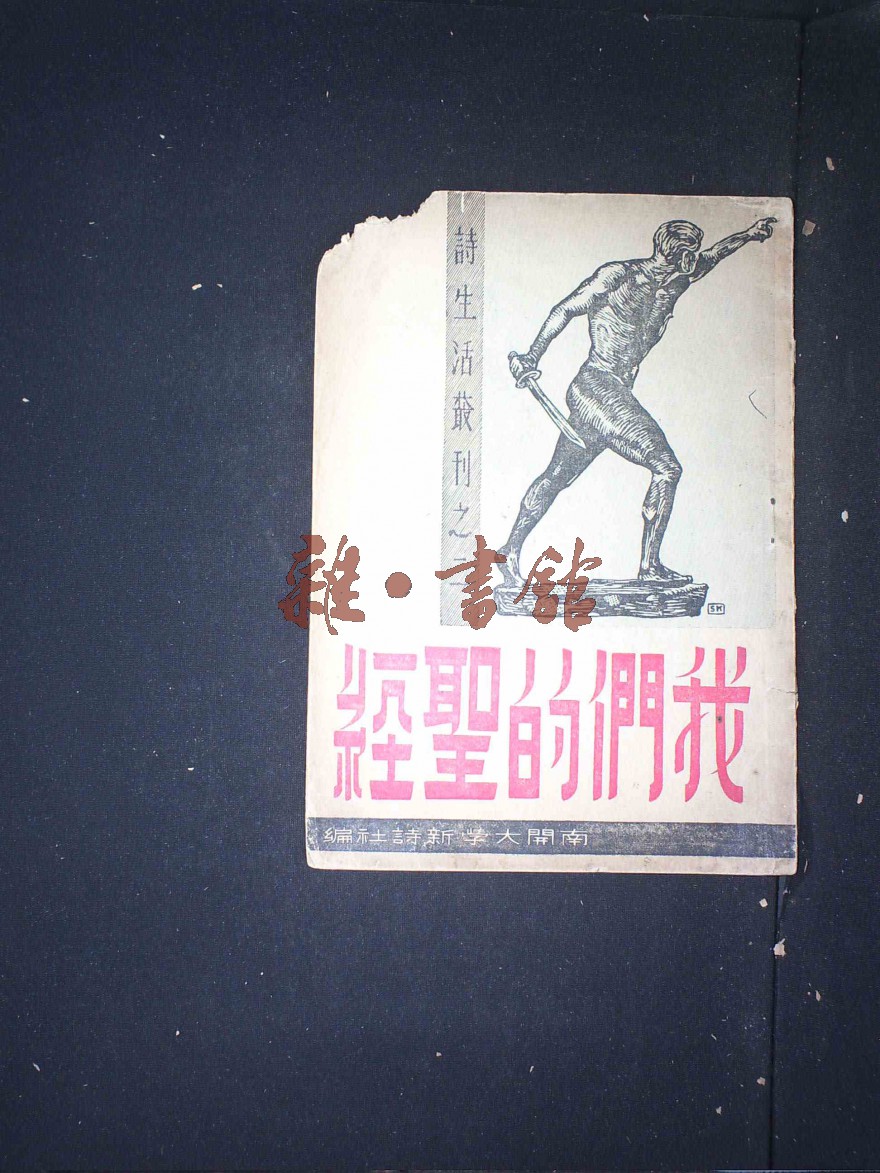 詩生活叢刊之二
SM
我們的聖經
南開大学新詩社編
雜·書館